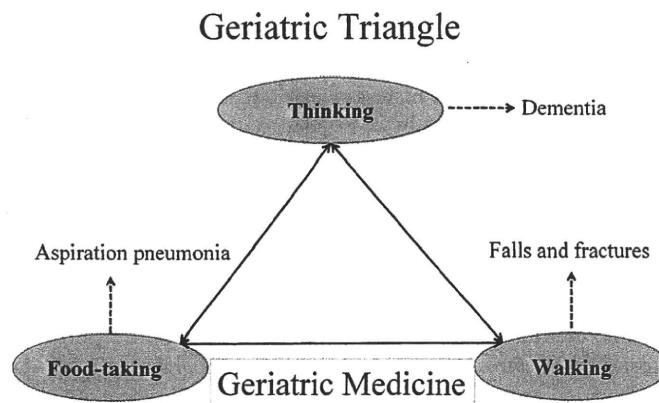 Geriatric Triangle
Thinking
Dementia
Aspiration pneumonia
Falls and fractures
Food-taking
Walking
Geriatric Medicine